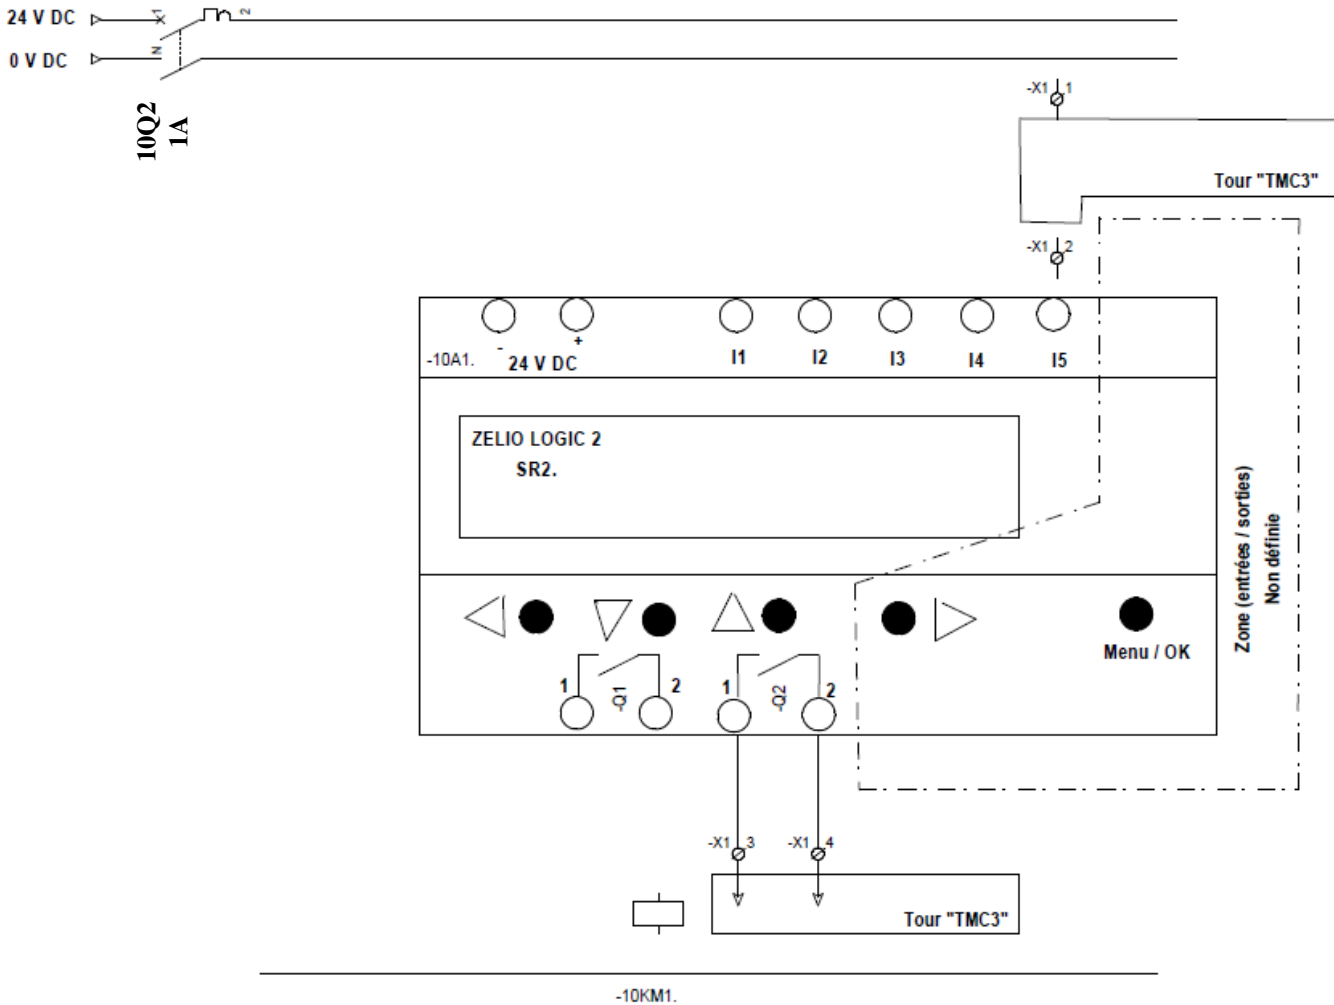 24 V DC
1
2
0 V DC
N
10Q2
1A
-X1 1
Tour "TMC3"
-X1 2
- +
-10A1. 24 V DC I1 I2 I3 I4 I5
ZELIO LOGIC 2
SR2.
Zone (entrées / sorties)
Non définie
Menu / OK
1 -Q1 2 1 -Q2 2
-X1 3 -X1 4
Tour "TMC3"
-10KM1.